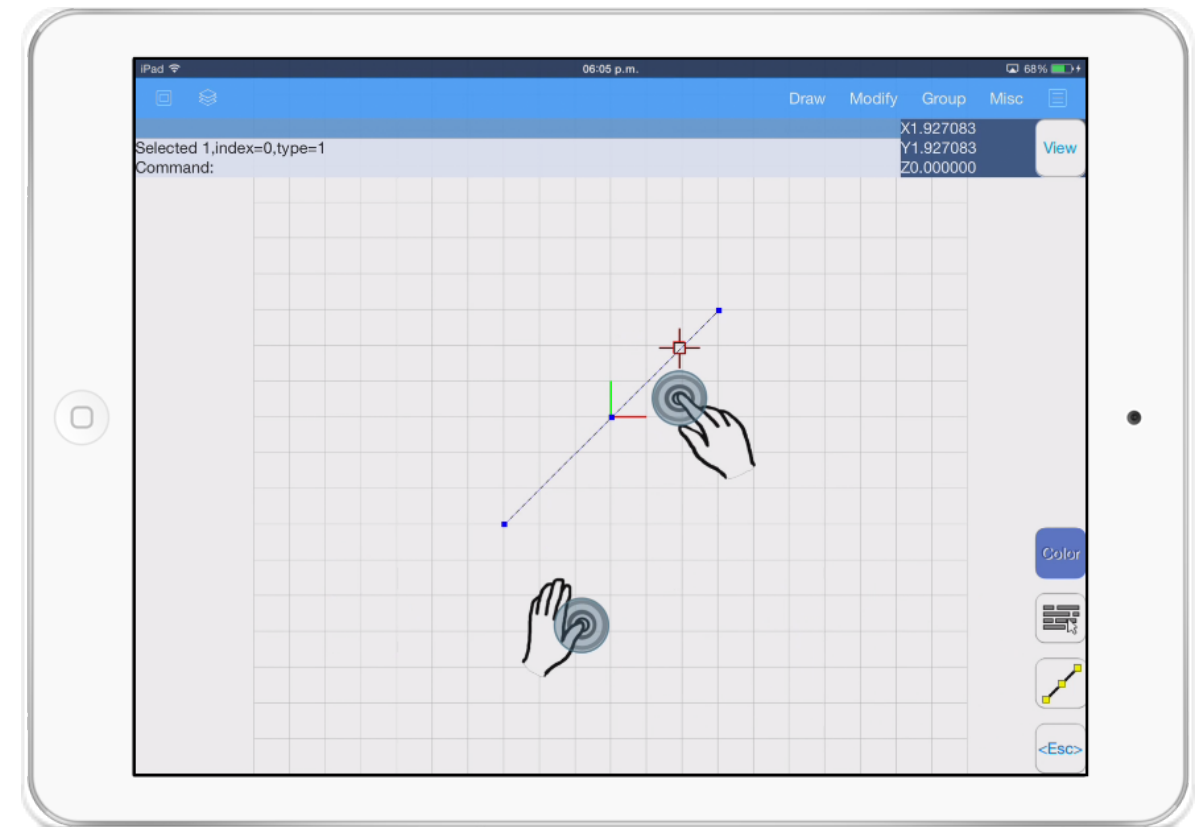 iPad 06:05 p.m. 68%
Draw Modify Group Misc
X1.927083
Selected 1,index=0,type=1 Y1.927083 View
Command: Z0.000000
Color
<Esc>